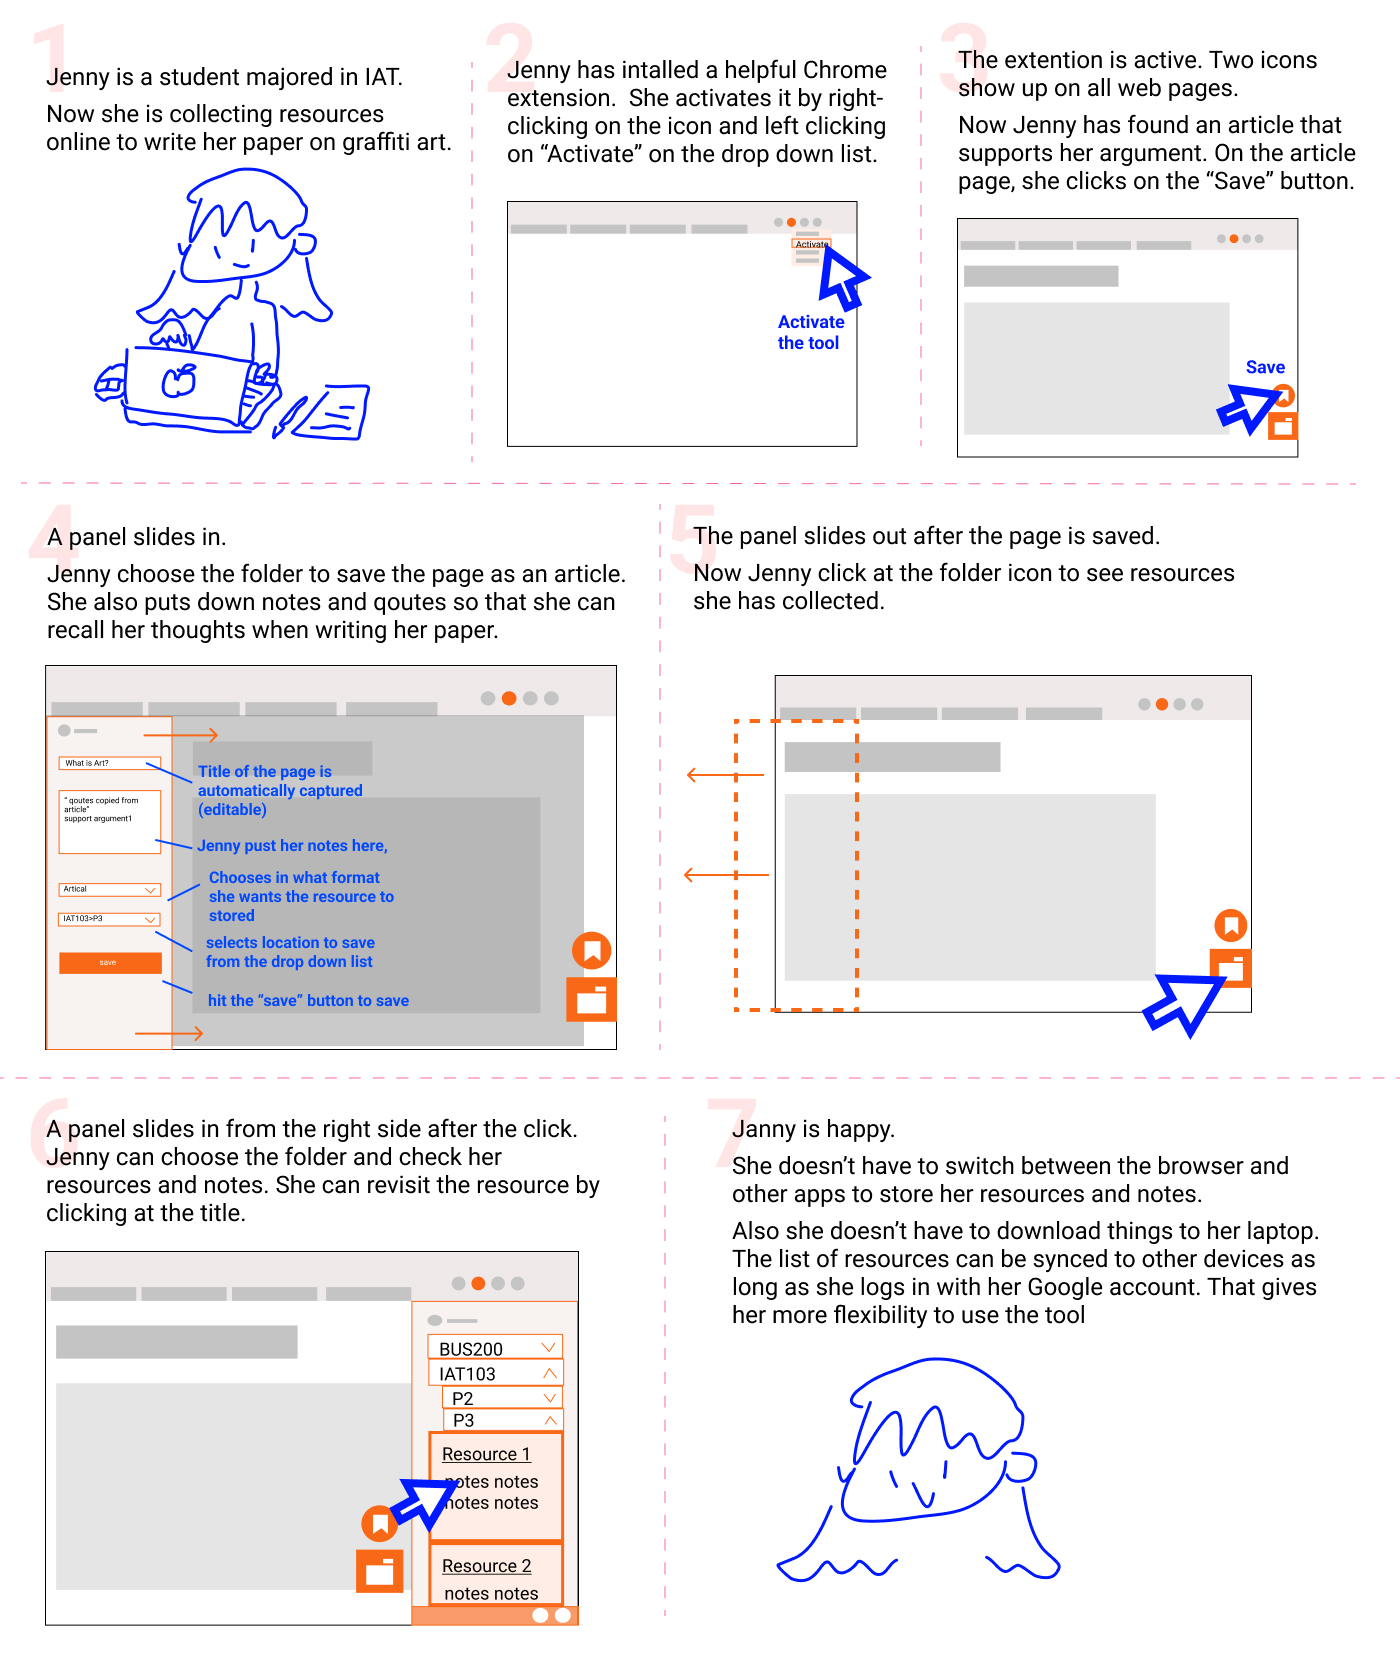 1
Jenny is a student majored in IAT.
Now she is collecting resources
online to write her paper on graffiti art.
2
Jenny has intalled a helpful Chrome
extension.  She activates it by right-
clicking on the icon and left clicking
on “Activate” on the drop down list.
Activate
Activate
the tool
3
The extention is active. Two icons
show up on all web pages.
Now Jenny has found an article that
supports her argument. On the article
page, she clicks on the “Save” button.
Save
4
A panel slides in.
Jenny choose the folder to save the page as an article.
She also puts down notes and qoutes so that she can
recall her thoughts when writing her paper.
What is Art?
“ qoutes copied from
article”
support argument1
Artical
IAT103>P3
save
Title of the page is
automatically captured
(editable)
Jenny pust her notes here,
Chooses in what format
she wants the resource to
stored
selects location to save
from the drop down list
hit the “save” button to save
5
The panel slides out after the page is saved.
Now Jenny click at the folder icon to see resources
she has collected.
6
A panel slides in from the right side after the click.
Jenny can choose the folder and check her
resources and notes. She can revisit the resource by
clicking at the title.
BUS200
IAT103
P2
P3
Resource 1
notes notes
notes notes
Resource 2
notes notes
7
Janny is happy.
She doesn’t have to switch between the browser and
other apps to store her resources and notes.
Also she doesn’t have to download things to her laptop.
The list of resources can be synced to other devices as
long as she logs in with her Google account. That gives
her more flexibility to use the tool